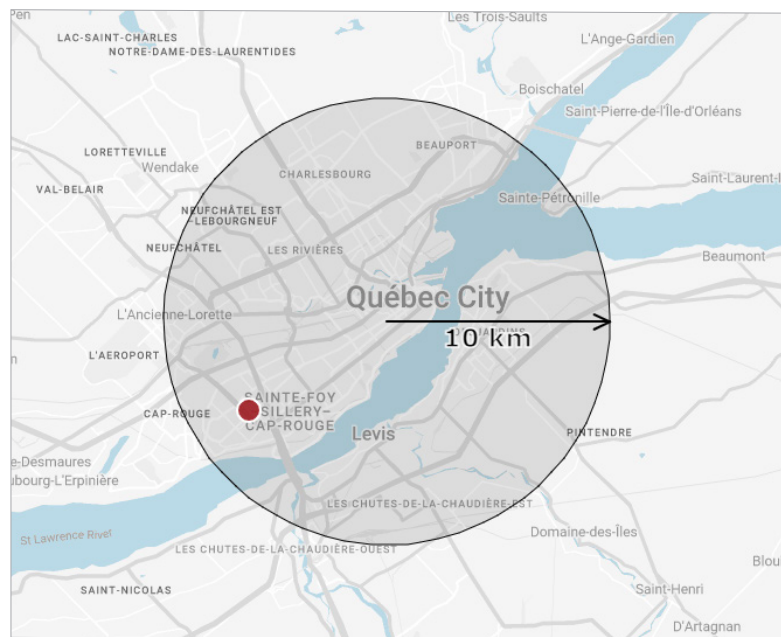 Les Trois-Saults
L'Ange-Gardien
LAC-SAINT-CHARLES
NOTRE-DAME-DES-LAURENTIDES
Boischatel
Saint-Pierre-de-l'Île-d'Orléans
BEAUPORT
LORETTEVILLE
Wendake
CHARLESBOURG
VAL-BELAIR
Sainte-Pétronille
NEUFCHÂTEL EST
–LEBOURGNEUF
NEUFCHÂTEL
LES RIVIÈRES
Beaumont
Québec City
L'Ancienne-Lorette
10 km
L'AEROPORT
SAINTE-FOY
SILLERY–
CAP-ROUGE
CAP-ROUGE
Levis
PINTENDRE
LES CHUTES-DE-LA-CHAUDIÈRE-EST
St Lawrence River
Domaine-des-Îles
LES CHUTES-DE-LA-CHAUDIÈRE-OUEST
SAINT-NICOLAS
Saint-Henri
D'Artagnan